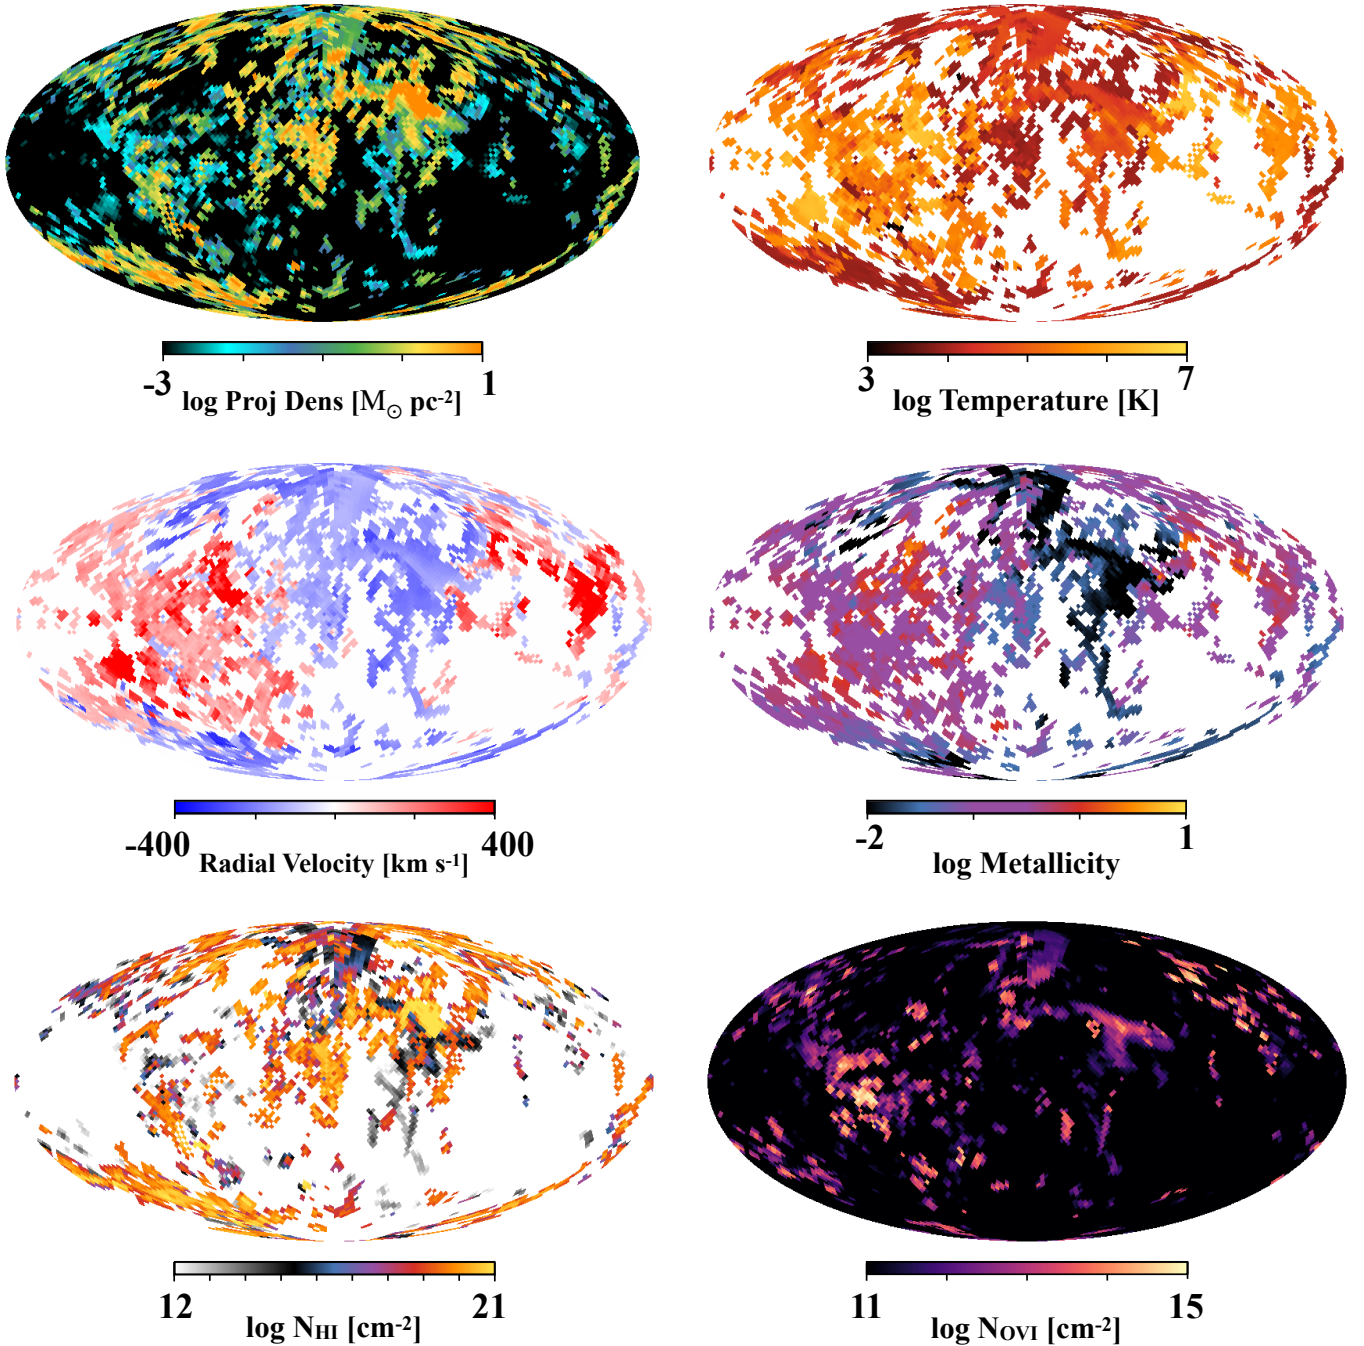 -3 1
log Proj Dens [M☉ pc-2]
3 7
log Temperature [K]
-400 400
Radial Velocity [km s-1]
-2 1
log Metallicity
12 21
log NHI [cm-2]
11 15
log NOVI [cm-2]